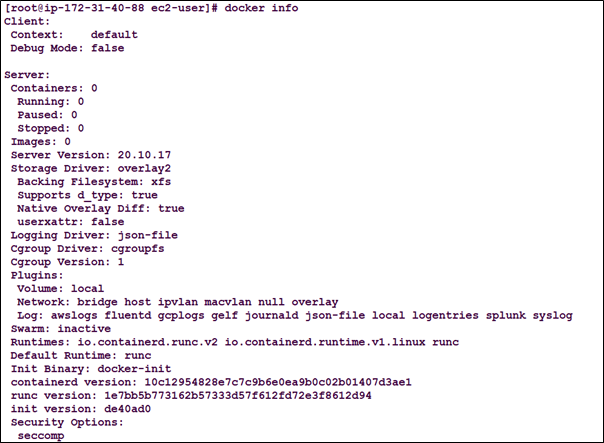 [root@ip-172-31-40-88 ec2-user]# docker info
Client:
 Context:    default
 Debug Mode: false

Server:
 Containers: 0
  Running: 0
  Paused: 0
  Stopped: 0
 Images: 0
 Server Version: 20.10.17
 Storage Driver: overlay2
  Backing Filesystem: xfs
  Supports d_type: true
  Native Overlay Diff: true
  userxattr: false
 Logging Driver: json-file
 Cgroup Driver: cgroupfs
 Cgroup Version: 1
 Plugins:
  Volume: local
  Network: bridge host ipvlan macvlan null overlay
  Log: awslogs fluentd gcplogs gelf journald json-file local logentries splunk syslog
 Swarm: inactive
 Runtimes: io.containerd.runc.v2 io.containerd.runtime.v1.linux runc
 Default Runtime: runc
 Init Binary: docker-init
 containerd version: 10c12954828e7c7c9b6e0ea9b0c02b01407d3ae1
 runc version: 1e7bb5b773162b57333d57f612fd72e3f8612d94
 init version: de40ad0
 Security Options:
  seccomp